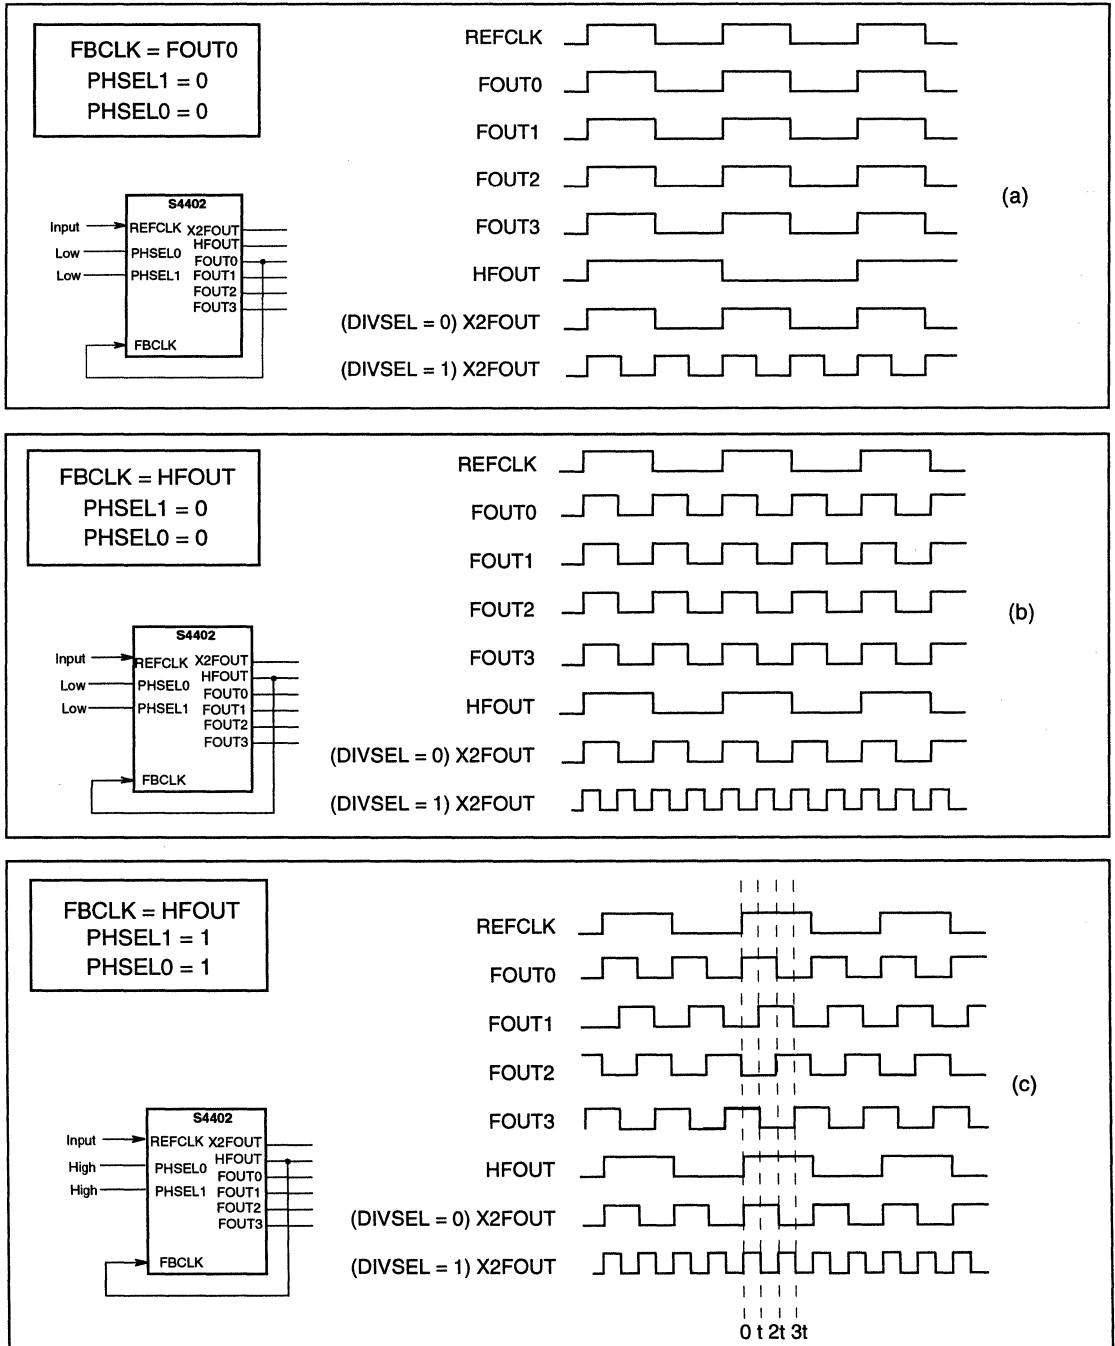 FBCLK = FOUT0
PHSEL1 = 0
PHSEL0 = 0
S4402
Input
REFCLK
X2FOUT
HFOUT
Low
PHSEL0
FOUT0
Low
PHSEL1
FOUT1
FOUT2
FOUT3
FBCLK
REFCLK
FOUT0
FOUT1
FOUT2
FOUT3
HFOUT
(DIVSEL = 0) X2FOUT
(DIVSEL = 1) X2FOUT
(a)
FBCLK = HFOUT
PHSEL1 = 0
PHSEL0 = 0
S4402
Input
REFCLK
X2FOUT
HFOUT
Low
PHSEL0
FOUT0
Low
PHSEL1
FOUT1
FOUT2
FOUT3
FBCLK
REFCLK
FOUT0
FOUT1
FOUT2
FOUT3
HFOUT
(DIVSEL = 0) X2FOUT
(DIVSEL = 1) X2FOUT
(b)
FBCLK = HFOUT
PHSEL1 = 1
PHSEL0 = 1
S4402
Input
REFCLK
X2FOUT
HFOUT
High
PHSEL0
FOUT0
High
PHSEL1
FOUT1
FOUT2
FOUT3
FBCLK
REFCLK
FOUT0
FOUT1
FOUT2
FOUT3
HFOUT
(DIVSEL = 0) X2FOUT
(DIVSEL = 1) X2FOUT
0 t 2t 3t
(c)